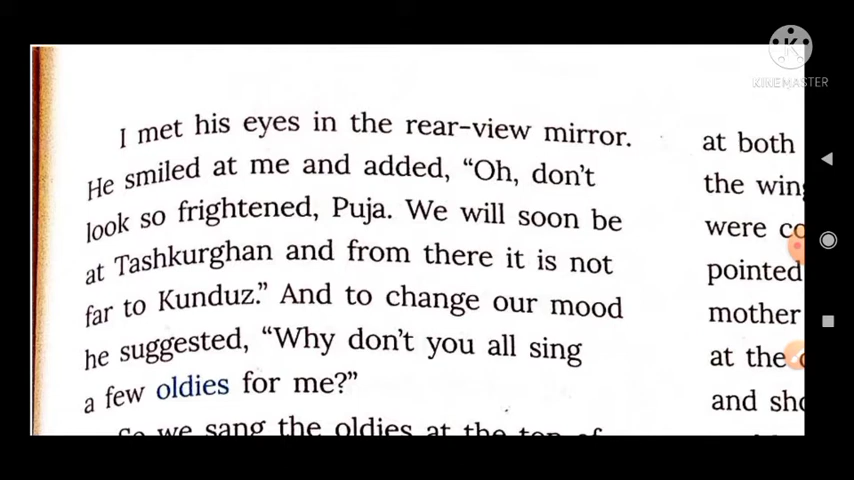 KINEMASTER
I met his eyes in the rear-view mirror.
He smiled at me and added, “Oh, don’t
look so frightened, Puja. We will soon be
at Tashkurghan and from there it is not
far to Kunduz.” And to change our mood
he suggested, “Why don’t you all sing
a few oldies for me?”
So we sang the oldies at the top of
at both
the
were
pointed
mother
at the
and